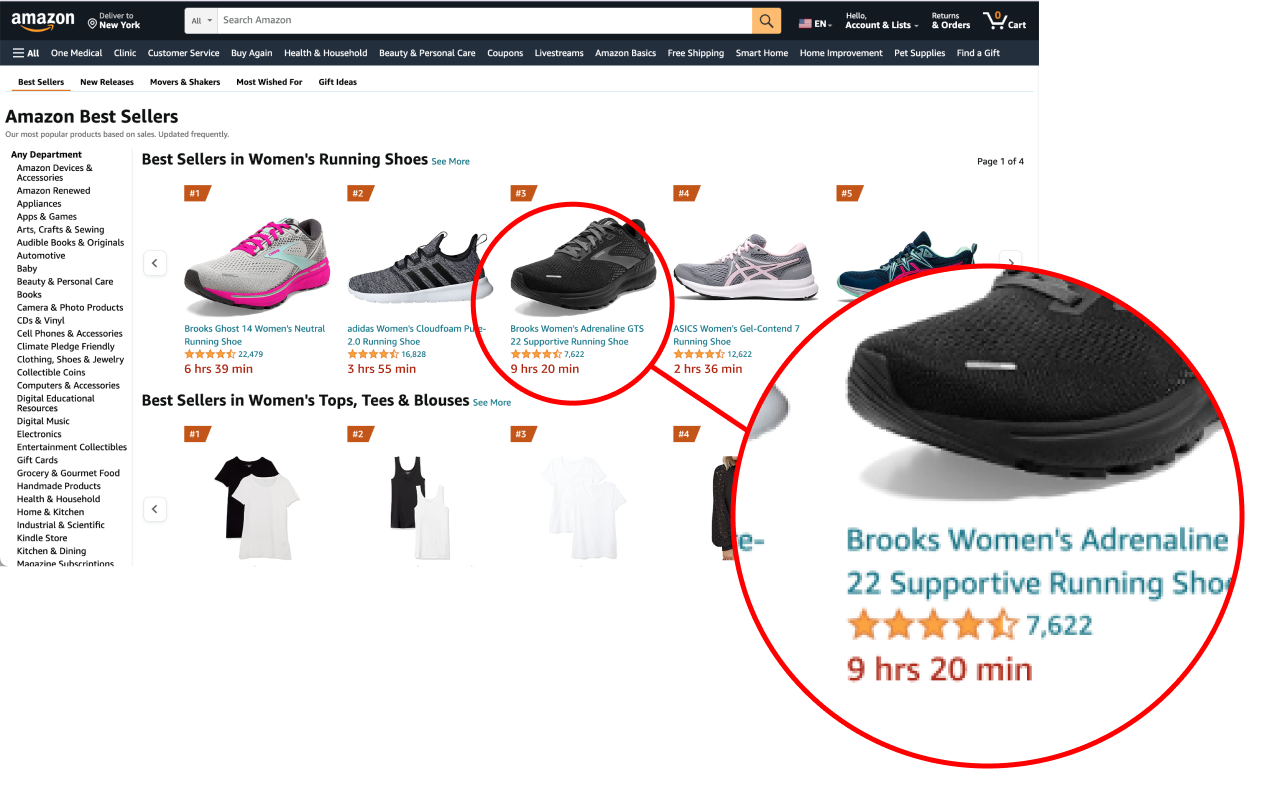 amazon
Deliver to
New York
All
Search Amazon
EN
Hello,
Account & Lists
Returns
& Orders
0
Cart
All One Medical Clinic Customer Service Buy Again Health & Household Beauty & Personal Care Coupons Livestreams Amazon Basics Free Shipping Smart Home Home Improvement Pet Supplies Find a Gift
Best Sellers New Releases Movers & Shakers Most Wished For Gift Ideas
Amazon Best Sellers
Our most popular products based on sales. Updated frequently.
Any Department
Amazon Devices &
Accessories
Amazon Renewed
Appliances
Apps & Games
Arts, Crafts & Sewing
Audible Books & Originals
Automotive
Baby
Beauty & Personal Care
Books
Camera & Photo Products
CDs & Vinyl
Cell Phones & Accessories
Climate Pledge Friendly
Clothing, Shoes & Jewelry
Collectible Coins
Computers & Accessories
Digital Educational
Resources
Digital Music
Electronics
Entertainment Collectibles
Gift Cards
Grocery & Gourmet Food
Handmade Products
Health & Household
Home & Kitchen
Industrial & Scientific
Kindle Store
Kitchen & Dining
Magazine Subscriptions
Best Sellers in Women's Running Shoes See More
Page 1 of 4
#1
Brooks Ghost 14 Women's Neutral
Running Shoe
22,479
6 hrs 39 min
#2
adidas Women's Cloudfoam Pure-
2.0 Running Shoe
16,828
3 hrs 55 min
#3
Brooks Women's Adrenaline GTS
22 Supportive Running Shoe
7,622
9 hrs 20 min
#4
ASICS Women's Gel-Contend 7
Running Shoe
12,622
2 hrs 36 min
#5
Best Sellers in Women's Tops, Tees & Blouses See More
#1
#2
#3
#4
re-
Brooks Women's Adrenaline
22 Supportive Running Shoe
7,622
9 hrs 20 min